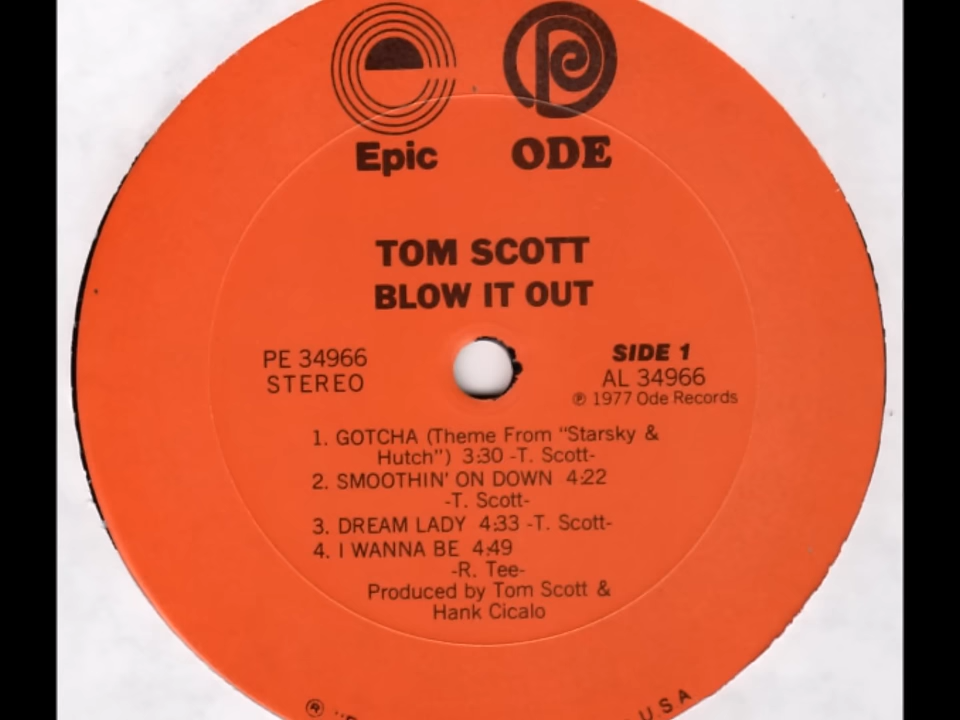 Epic ODE
TOM SCOTT
BLOW IT OUT
PE 34966
STEREO
SIDE 1
AL 34966
℗ 1977 Ode Records
1. GOTCHA (Theme From “Starsky &
Hutch”) 3:30 -T. Scott-
2. SMOOTHIN' ON DOWN 4:22
-T. Scott-
3. DREAM LADY 4:33 -T. Scott-
4. I WANNA BE 4:49
-R. Tee-
Produced by Tom Scott &
Hank Cicalo
® U.S.A